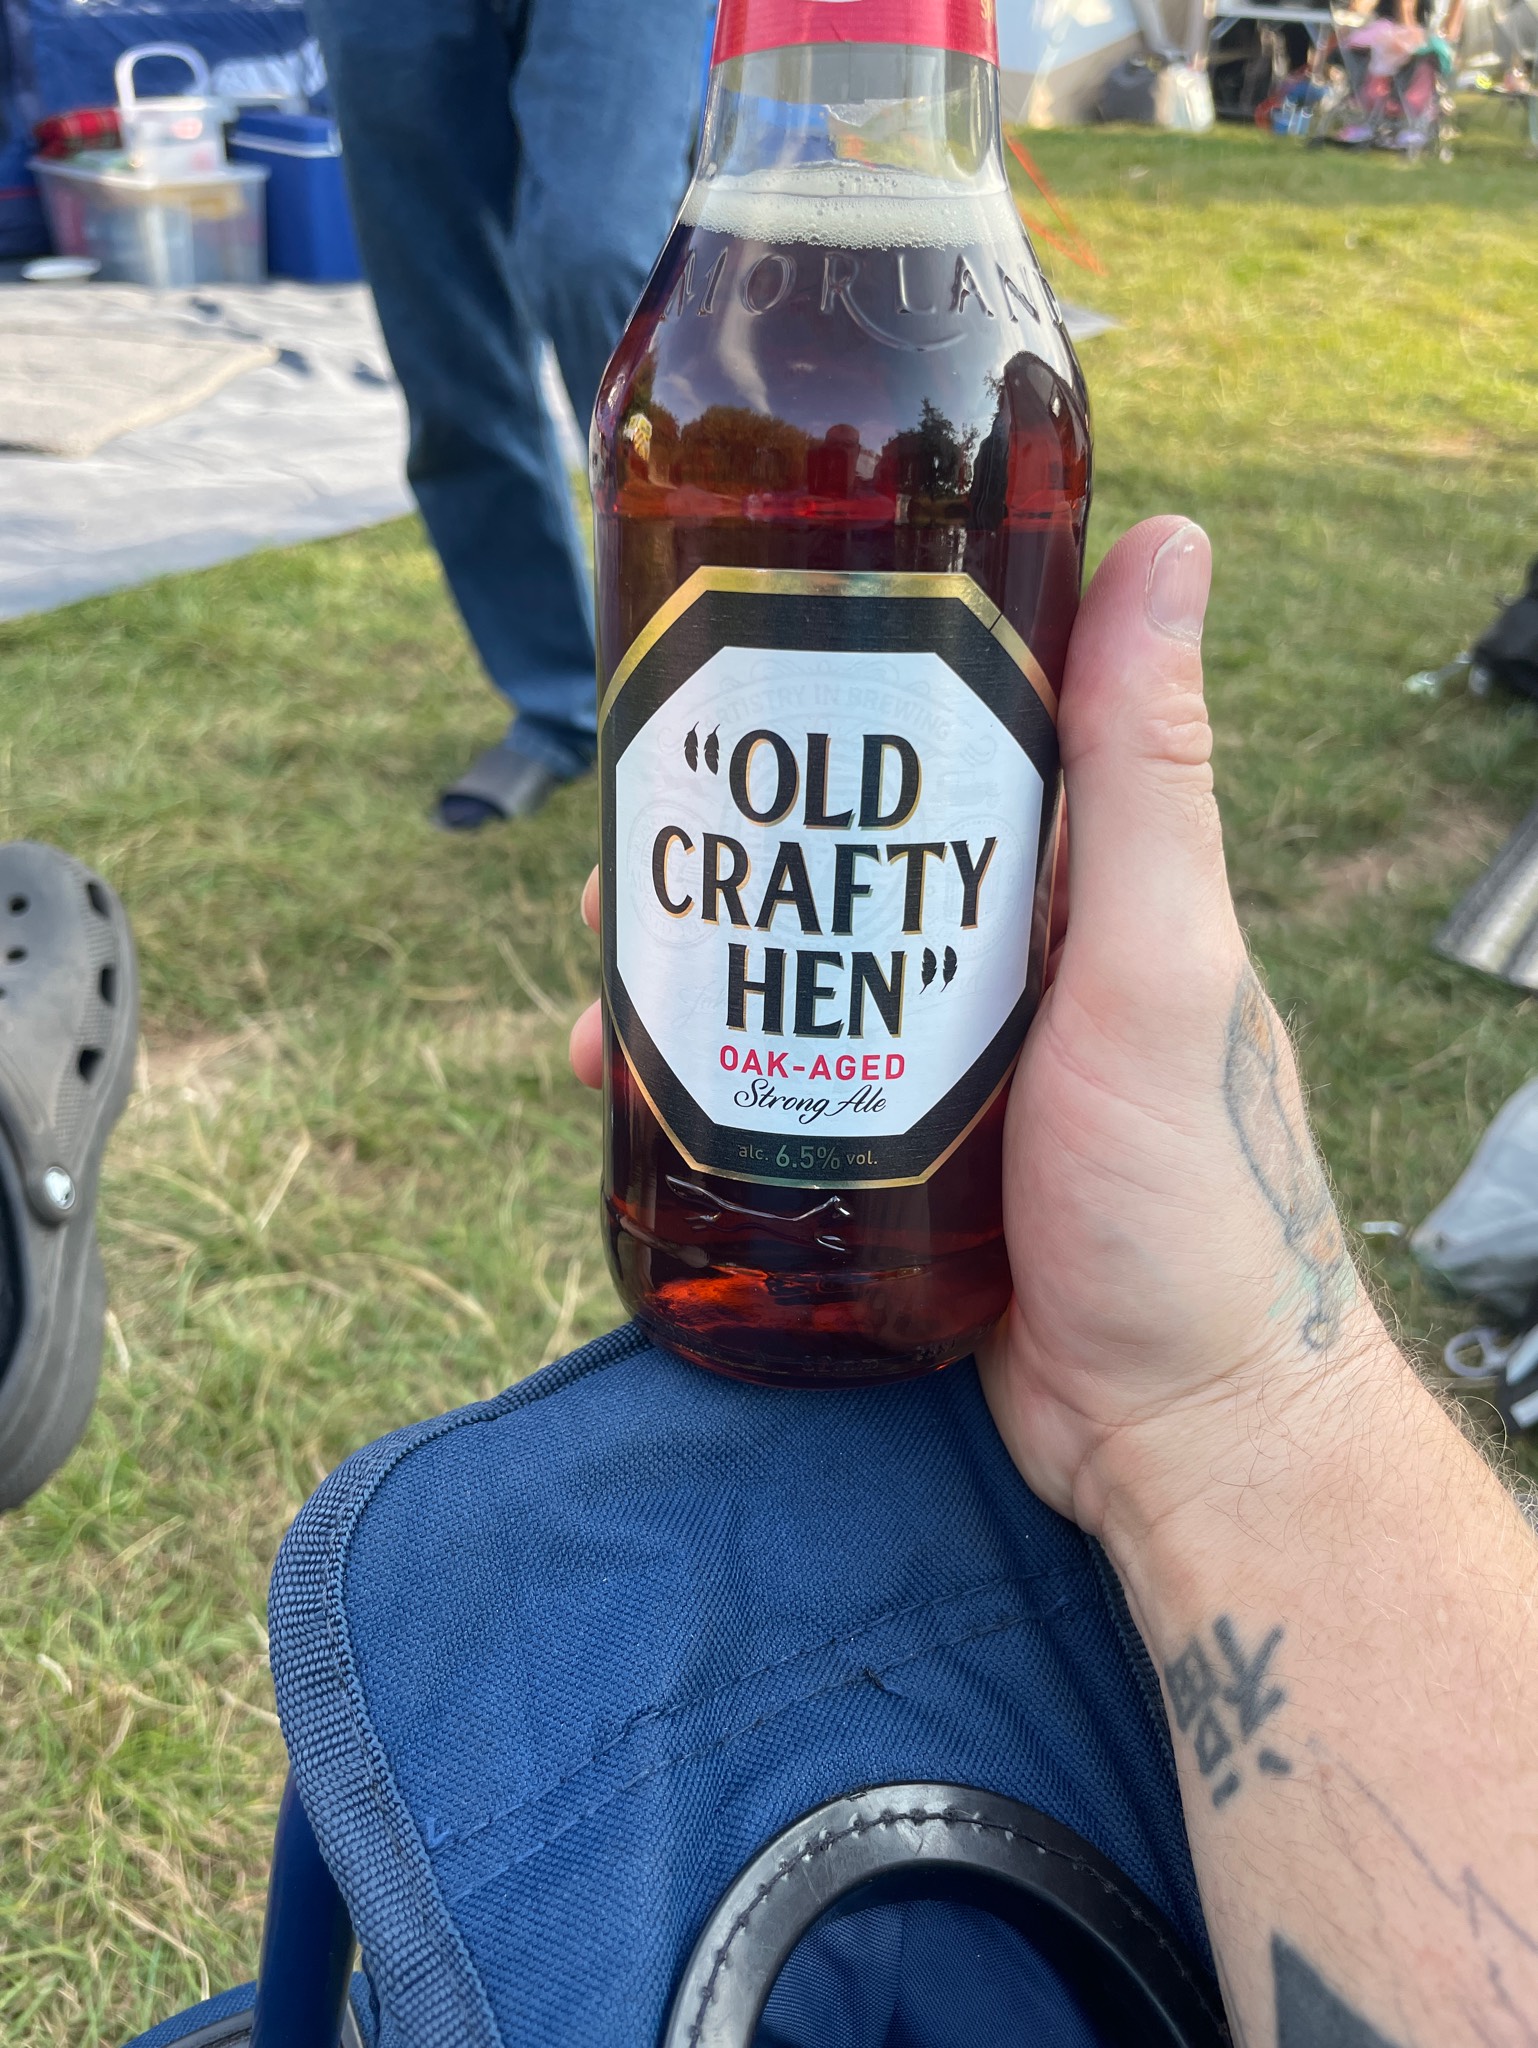 MORLAND
ARTISTRY IN BREWING
“OLD
CRAFTY
HEN”
OAK-AGED
Strong Ale
alc. 6.5% vol.